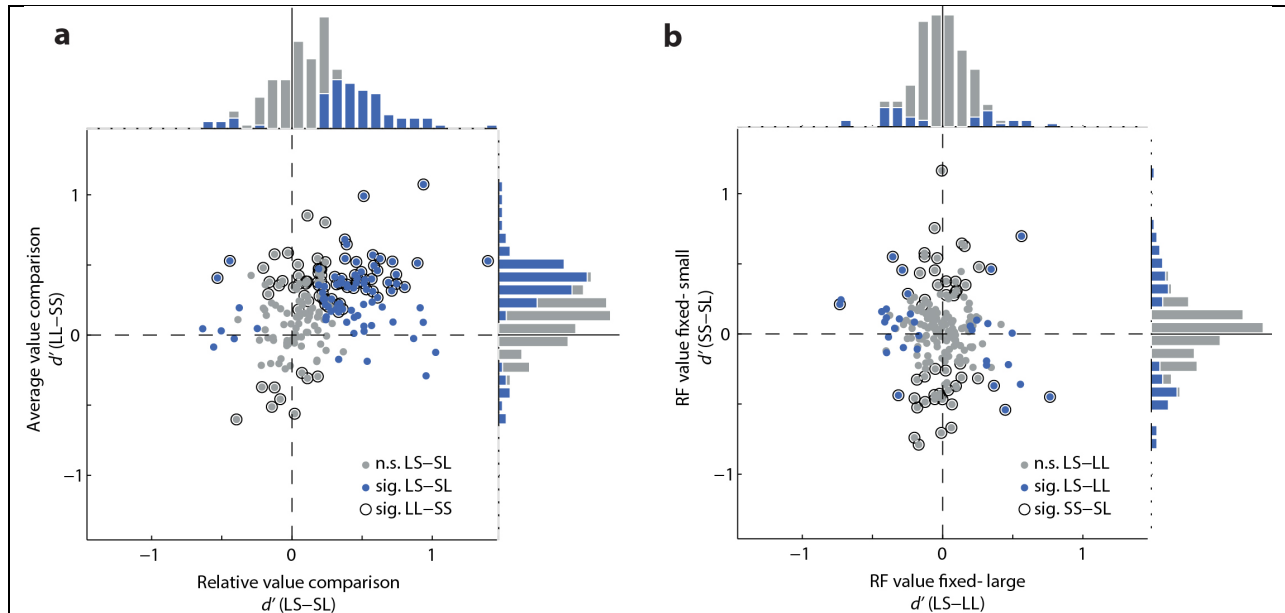 a
Average value comparison
d′ (LL−SS)
1
0
−1
−1
0
1
n.s. LS−SL
sig. LS−SL
sig. LL−SS
Relative value comparison
d′ (LS−SL)
b
RF value fixed- small
d′ (SS−SL)
1
0
−1
−1
0
1
n.s. LS−LL
sig. LS−LL
sig. SS−SL
RF value fixed- large
d′ (LS−LL)